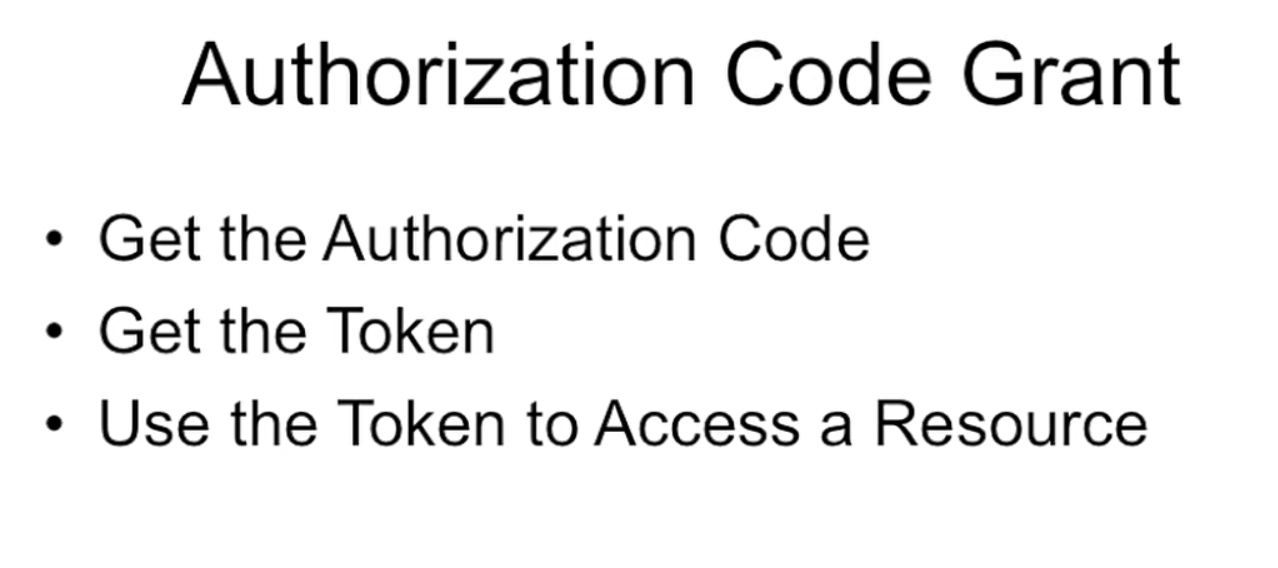 Authorization Code Grant
• Get the Authorization Code
• Get the Token
• Use the Token to Access a Resource